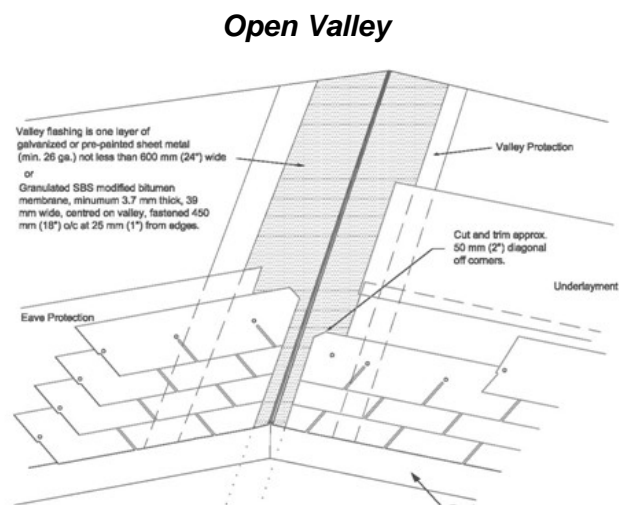 Open Valley
Valley flashing is one layer of
galvanized or pre-painted sheet metal
(min. 26 ga.) not less than 600 mm (24") wide
or
Granulated SBS modified bitumen
membrane, minumum 3.7 mm thick, 39
mm wide, centred on valley, fastened 450
mm (18") o/c at 25 mm (1") from edges.
Valley Protection
Cut and trim approx.
50 mm (2") diagonal
off corners.
Underlayment
Eave Protection